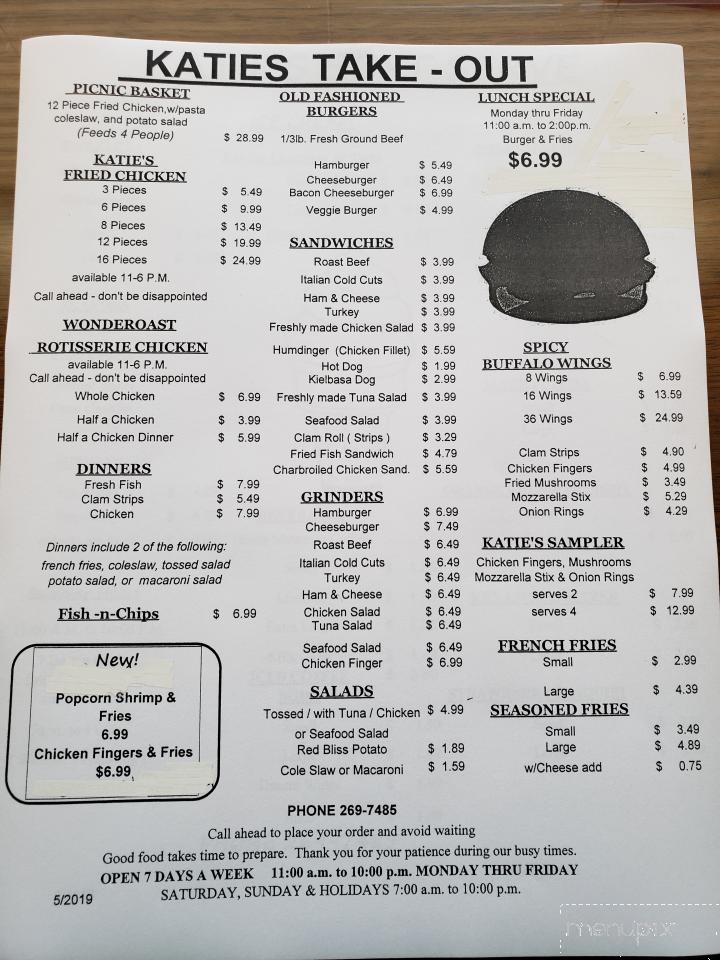 KATIES TAKE - OUT
PICNIC BASKET
12 Piece Fried Chicken,w/pasta
coleslaw, and potato salad
(Feeds 4 People) $ 28.99
KATIE'S
FRIED CHICKEN
3 Pieces $ 5.49
6 Pieces $ 9.99
8 Pieces $ 13.49
12 Pieces $ 19.99
16 Pieces $ 24.99
available 11-6 P.M.
Call ahead - don't be disappointed
WONDEROAST
ROTISSERIE CHICKEN
available 11-6 P.M.
Call ahead - don't be disappointed
Whole Chicken $ 6.99
Half a Chicken $ 3.99
Half a Chicken Dinner $ 5.99
DINNERS
Fresh Fish $ 7.99
Clam Strips $ 5.49
Chicken $ 7.99
Dinners include 2 of the following:
french fries, coleslaw, tossed salad
potato salad, or macaroni salad
Fish -n-Chips $ 6.99
New!
Popcorn Shrimp &
Fries
6.99
Chicken Fingers & Fries
$6.99
OLD FASHIONED
BURGERS
1/3lb. Fresh Ground Beef
Hamburger $ 5.49
Cheeseburger $ 6.49
Bacon Cheeseburger $ 6.99
Veggie Burger $ 4.99
SANDWICHES
Roast Beef $ 3.99
Italian Cold Cuts $ 3.99
Ham & Cheese $ 3.99
Turkey $ 3.99
Freshly made Chicken Salad $ 3.99
Humdinger (Chicken Fillet) $ 5.59
Hot Dog $ 1.99
Kielbasa Dog $ 2.99
Freshly made Tuna Salad $ 3.99
Seafood Salad $ 3.99
Clam Roll ( Strips ) $ 3.29
Fried Fish Sandwich $ 4.79
Charbroiled Chicken Sand. $ 5.59
GRINDERS
Hamburger $ 6.99
Cheeseburger $ 7.49
Roast Beef $ 6.49
Italian Cold Cuts $ 6.49
Turkey $ 6.49
Ham & Cheese $ 6.49
Chicken Salad $ 6.49
Tuna Salad $ 6.49
Seafood Salad $ 6.49
Chicken Finger $ 6.99
SALADS
Tossed / with Tuna / Chicken $ 4.99
or Seafood Salad
Red Bliss Potato $ 1.89
Cole Slaw or Macaroni $ 1.59
LUNCH SPECIAL
Monday thru Friday
11:00 a.m. to 2:00p.m.
Burger & Fries
$6.99
SPICY
BUFFALO WINGS
8 Wings $ 6.99
16 Wings $ 13.59
36 Wings $ 24.99
Clam Strips $ 4.90
Chicken Fingers $ 4.99
Fried Mushrooms $ 3.49
Mozzarella Stix $ 5.29
Onion Rings $ 4.29
KATIE'S SAMPLER
Chicken Fingers, Mushrooms
Mozzarella Stix & Onion Rings
serves 2 $ 7.99
serves 4 $ 12.99
FRENCH FRIES
Small $ 2.99
Large $ 4.39
SEASONED FRIES
Small $ 3.49
Large $ 4.89
w/Cheese add $ 0.75
PHONE 269-7485
Call ahead to place your order and avoid waiting
Good food takes time to prepare. Thank you for your patience during our busy times.
OPEN 7 DAYS A WEEK 11:00 a.m. to 10:00 p.m. MONDAY THRU FRIDAY
SATURDAY, SUNDAY & HOLIDAYS 7:00 a.m. to 10:00 p.m.
5/2019
menupix